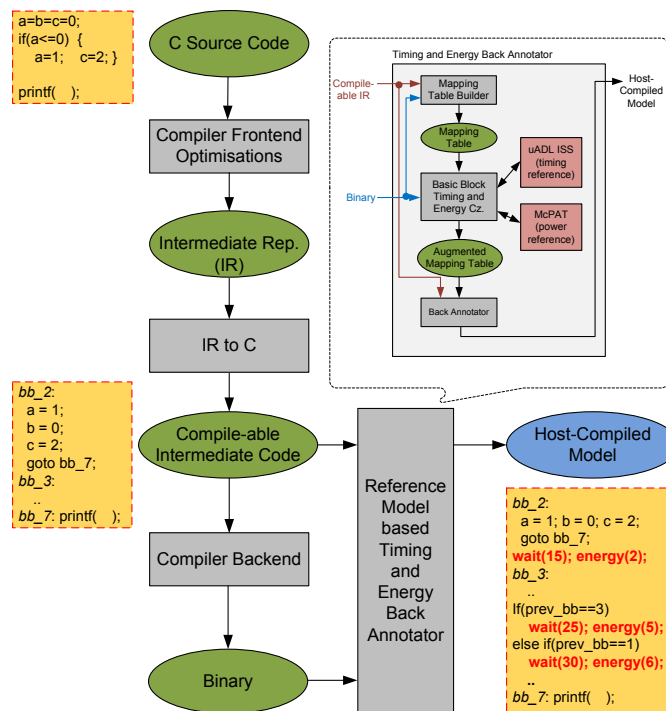 a=b=c=0;
if(a<=0) {
a=1; c=2; }
printf( );
C Source Code
Compiler Frontend
Optimisations
Intermediate Rep.
(IR)
IR to C
bb_2:
a = 1;
b = 0;
c = 2;
goto bb_7;
bb_3:
..
bb_7: printf( );
Compile-able
Intermediate Code
Compiler Backend
Binary
Reference
Model
based
Timing
and
Energy
Back
Annotator
Timing and Energy Back Annotator
Compile-
able IR
Mapping
Table Builder
Host-
Compiled
Model
Mapping
Table
uADL ISS
(timing
reference)
Binary
Basic Block
Timing and
Energy Cz.
McPAT
(power
reference)
Augmented
Mapping Table
Back Annotator
Host-Compiled
Model
bb_2:
a = 1; b = 0; c = 2;
goto bb_7;
wait(15); energy(2);
bb_3:
..
If(prev_bb==3)
wait(25); energy(5);
else if(prev_bb==1)
wait(30); energy(6);
..
bb_7: printf( );